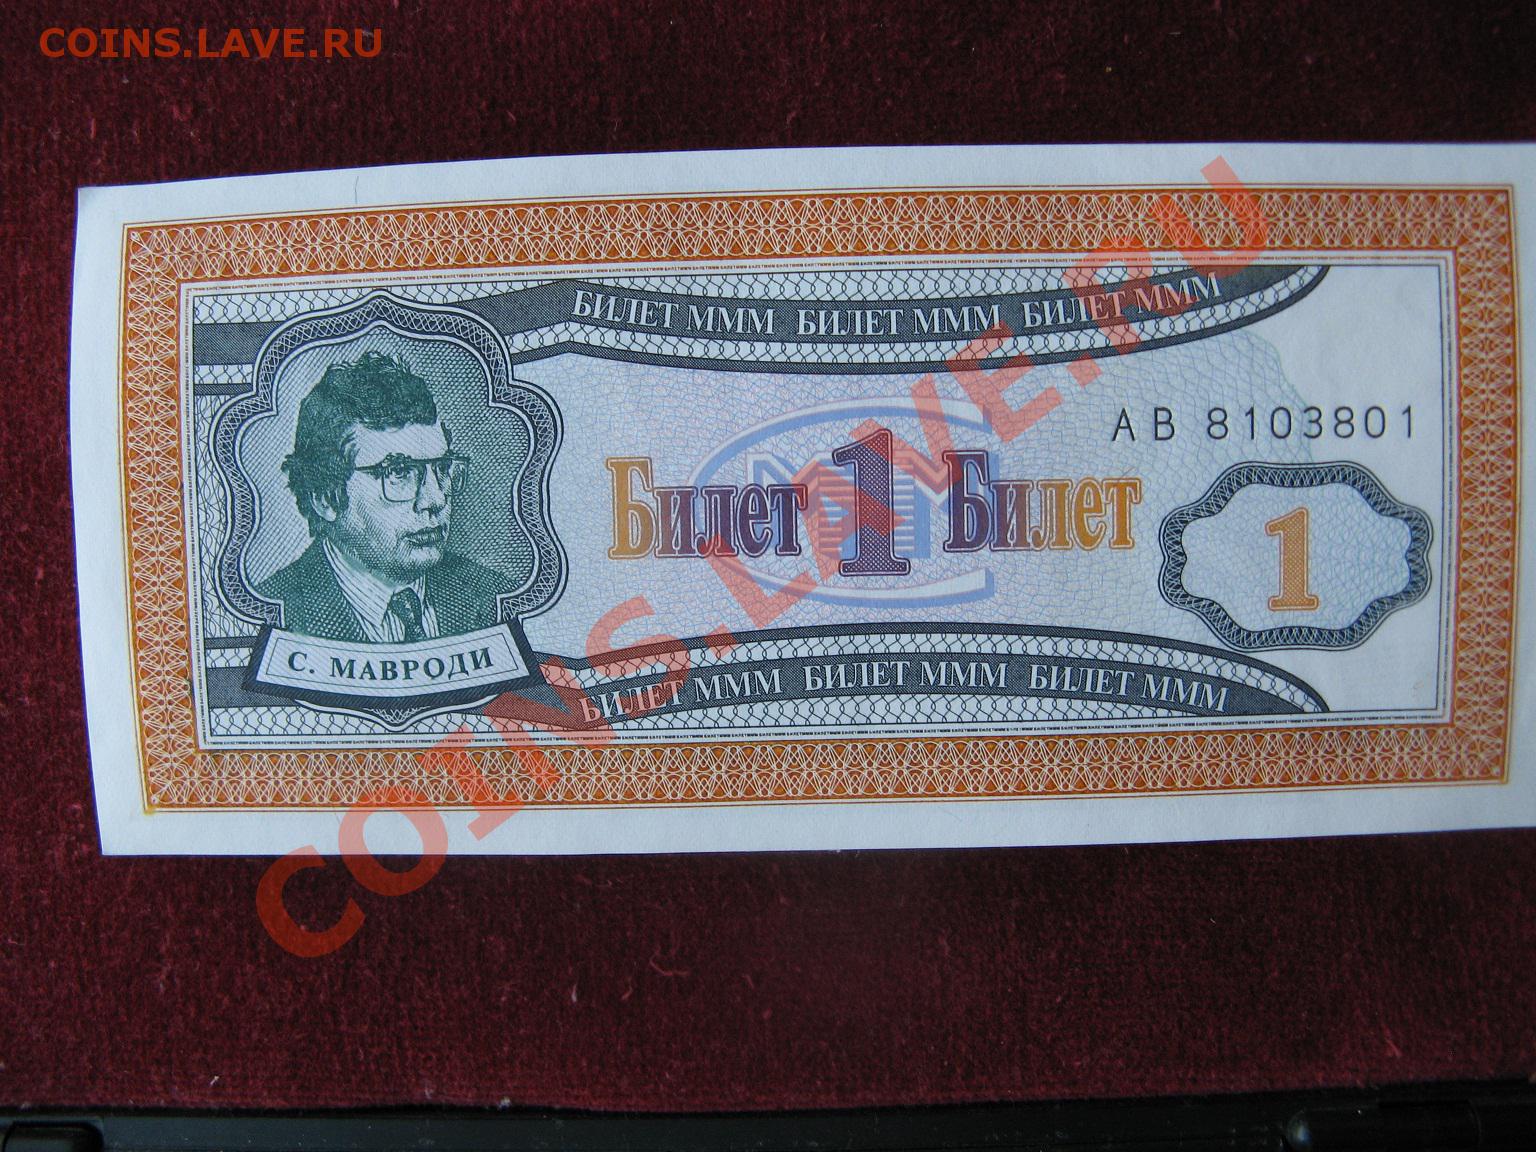 COINS.LAVE.RU
БИЛЕТ МММ БИЛЕТ МММ БИЛЕТ МММ
АВ 8103801
Билет 1 Билет
1
С. МАВРОДИ
БИЛЕТ МММ БИЛЕТ МММ БИЛЕТ МММ
COINS.LAVE.RU